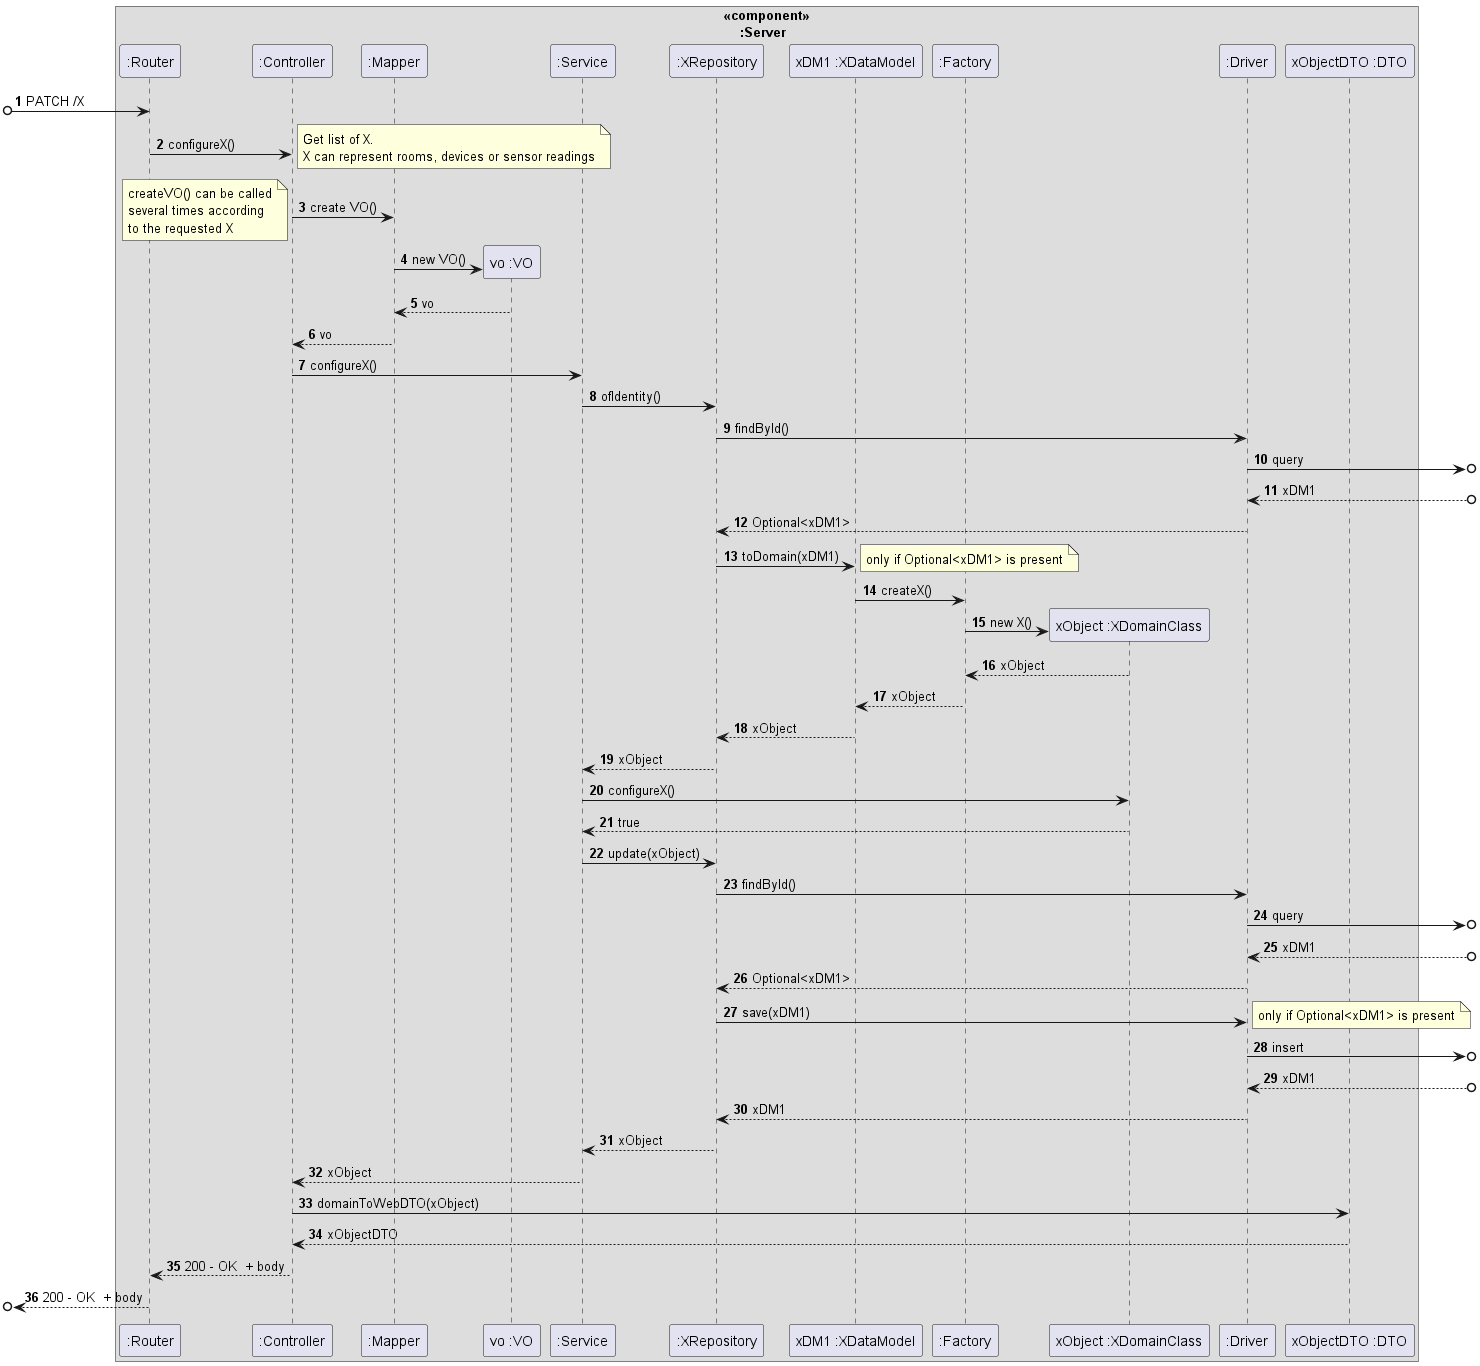 «component»
:Server
:Router
:Controller
:Mapper
:Service
:XRepository
xDM1 :XDataModel
:Factory
:Driver
xObjectDTO :DTO
1 PATCH /X
2 configureX()
Get list of X.
X can represent rooms, devices or sensor readings
createVO() can be called
several times according
to the requested X
3 create VO()
4 new VO()
vo :VO
5 vo
6 vo
7 configureX()
8 ofIdentity()
9 findById()
10 query
11 xDM1
12 Optional<xDM1>
13 toDomain(xDM1)
only if Optional<xDM1> is present
14 createX()
15 new X()
xObject :XDomainClass
16 xObject
17 xObject
18 xObject
19 xObject
20 configureX()
21 true
22 update(xObject)
23 findById()
24 query
25 xDM1
26 Optional<xDM1>
27 save(xDM1)
only if Optional<xDM1> is present
28 insert
29 xDM1
30 xDM1
31 xObject
32 xObject
33 domainToWebDTO(xObject)
34 xObjectDTO
35 200 - OK + body
36 200 - OK + body
:Router
:Controller
:Mapper
vo :VO
:Service
:XRepository
xDM1 :XDataModel
:Factory
xObject :XDomainClass
:Driver
xObjectDTO :DTO